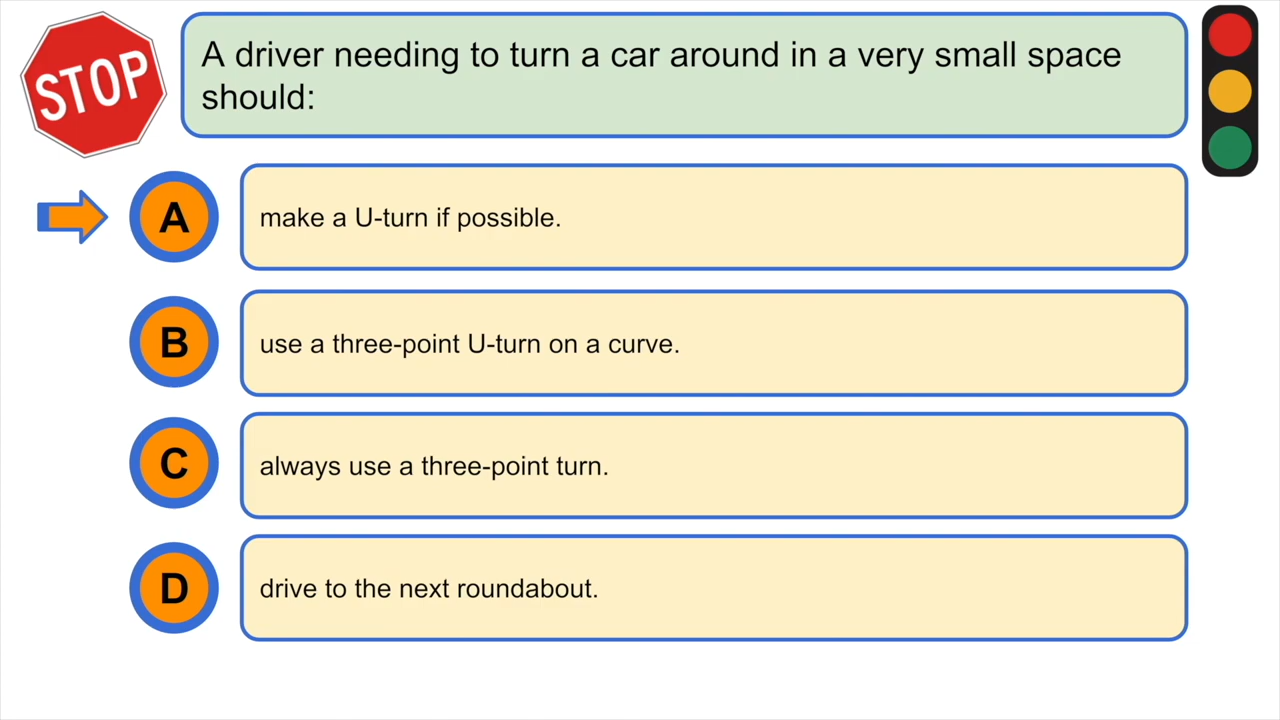 STOP
A driver needing to turn a car around in a very small space
should:
A
make a U-turn if possible.
B
use a three-point U-turn on a curve.
C
always use a three-point turn.
D
drive to the next roundabout.